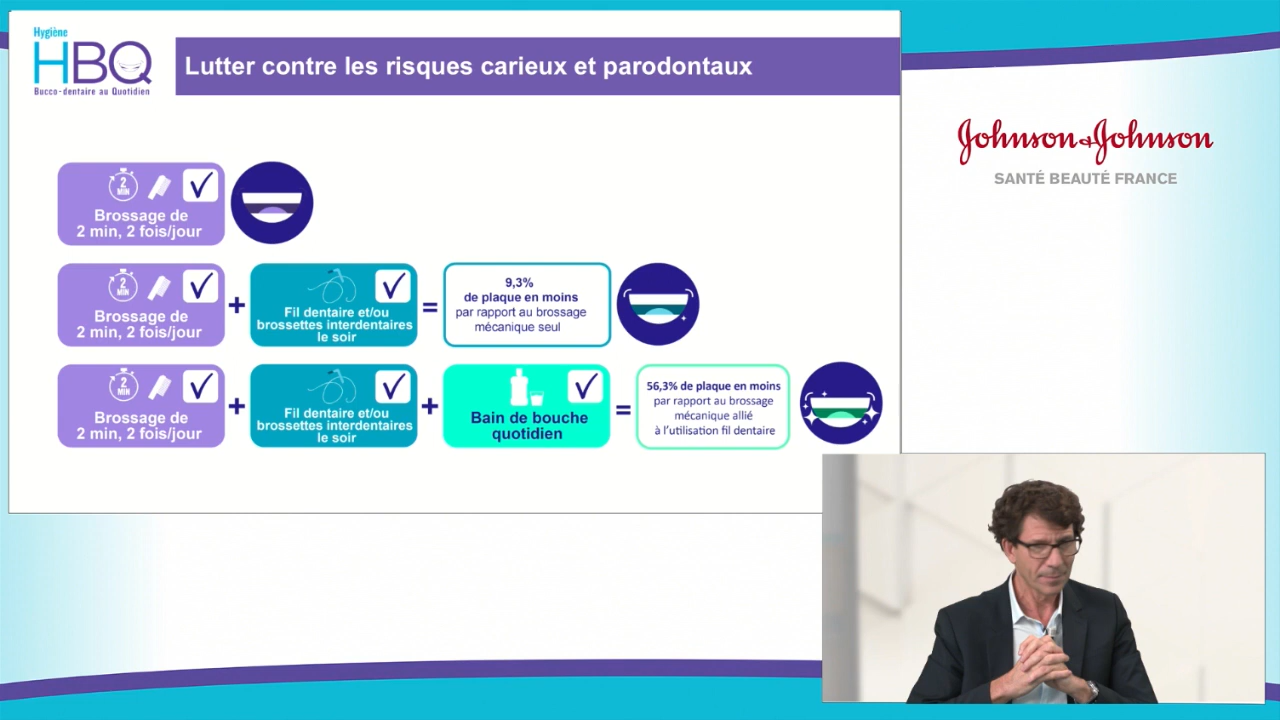 Hygiène
HBQ
Bucco-dentaire au Quotidien
Lutter contre les risques carieux et parodontaux
Johnson & Johnson
SANTÉ BEAUTÉ FRANCE
2
MIN
Brossage de
2 min, 2 fois/jour
2
MIN
Brossage de
2 min, 2 fois/jour
+
Fil dentaire et/ou
brossettes interdentaires
le soir
=
9,3%
de plaque en moins
par rapport au brossage
mécanique seul
2
MIN
Brossage de
2 min, 2 fois/jour
+
Fil dentaire et/ou
brossettes interdentaires
le soir
+
Bain de bouche
quotidien
=
56,3% de plaque en moins
par rapport au brossage
mécanique allié
à l'utilisation fil dentaire